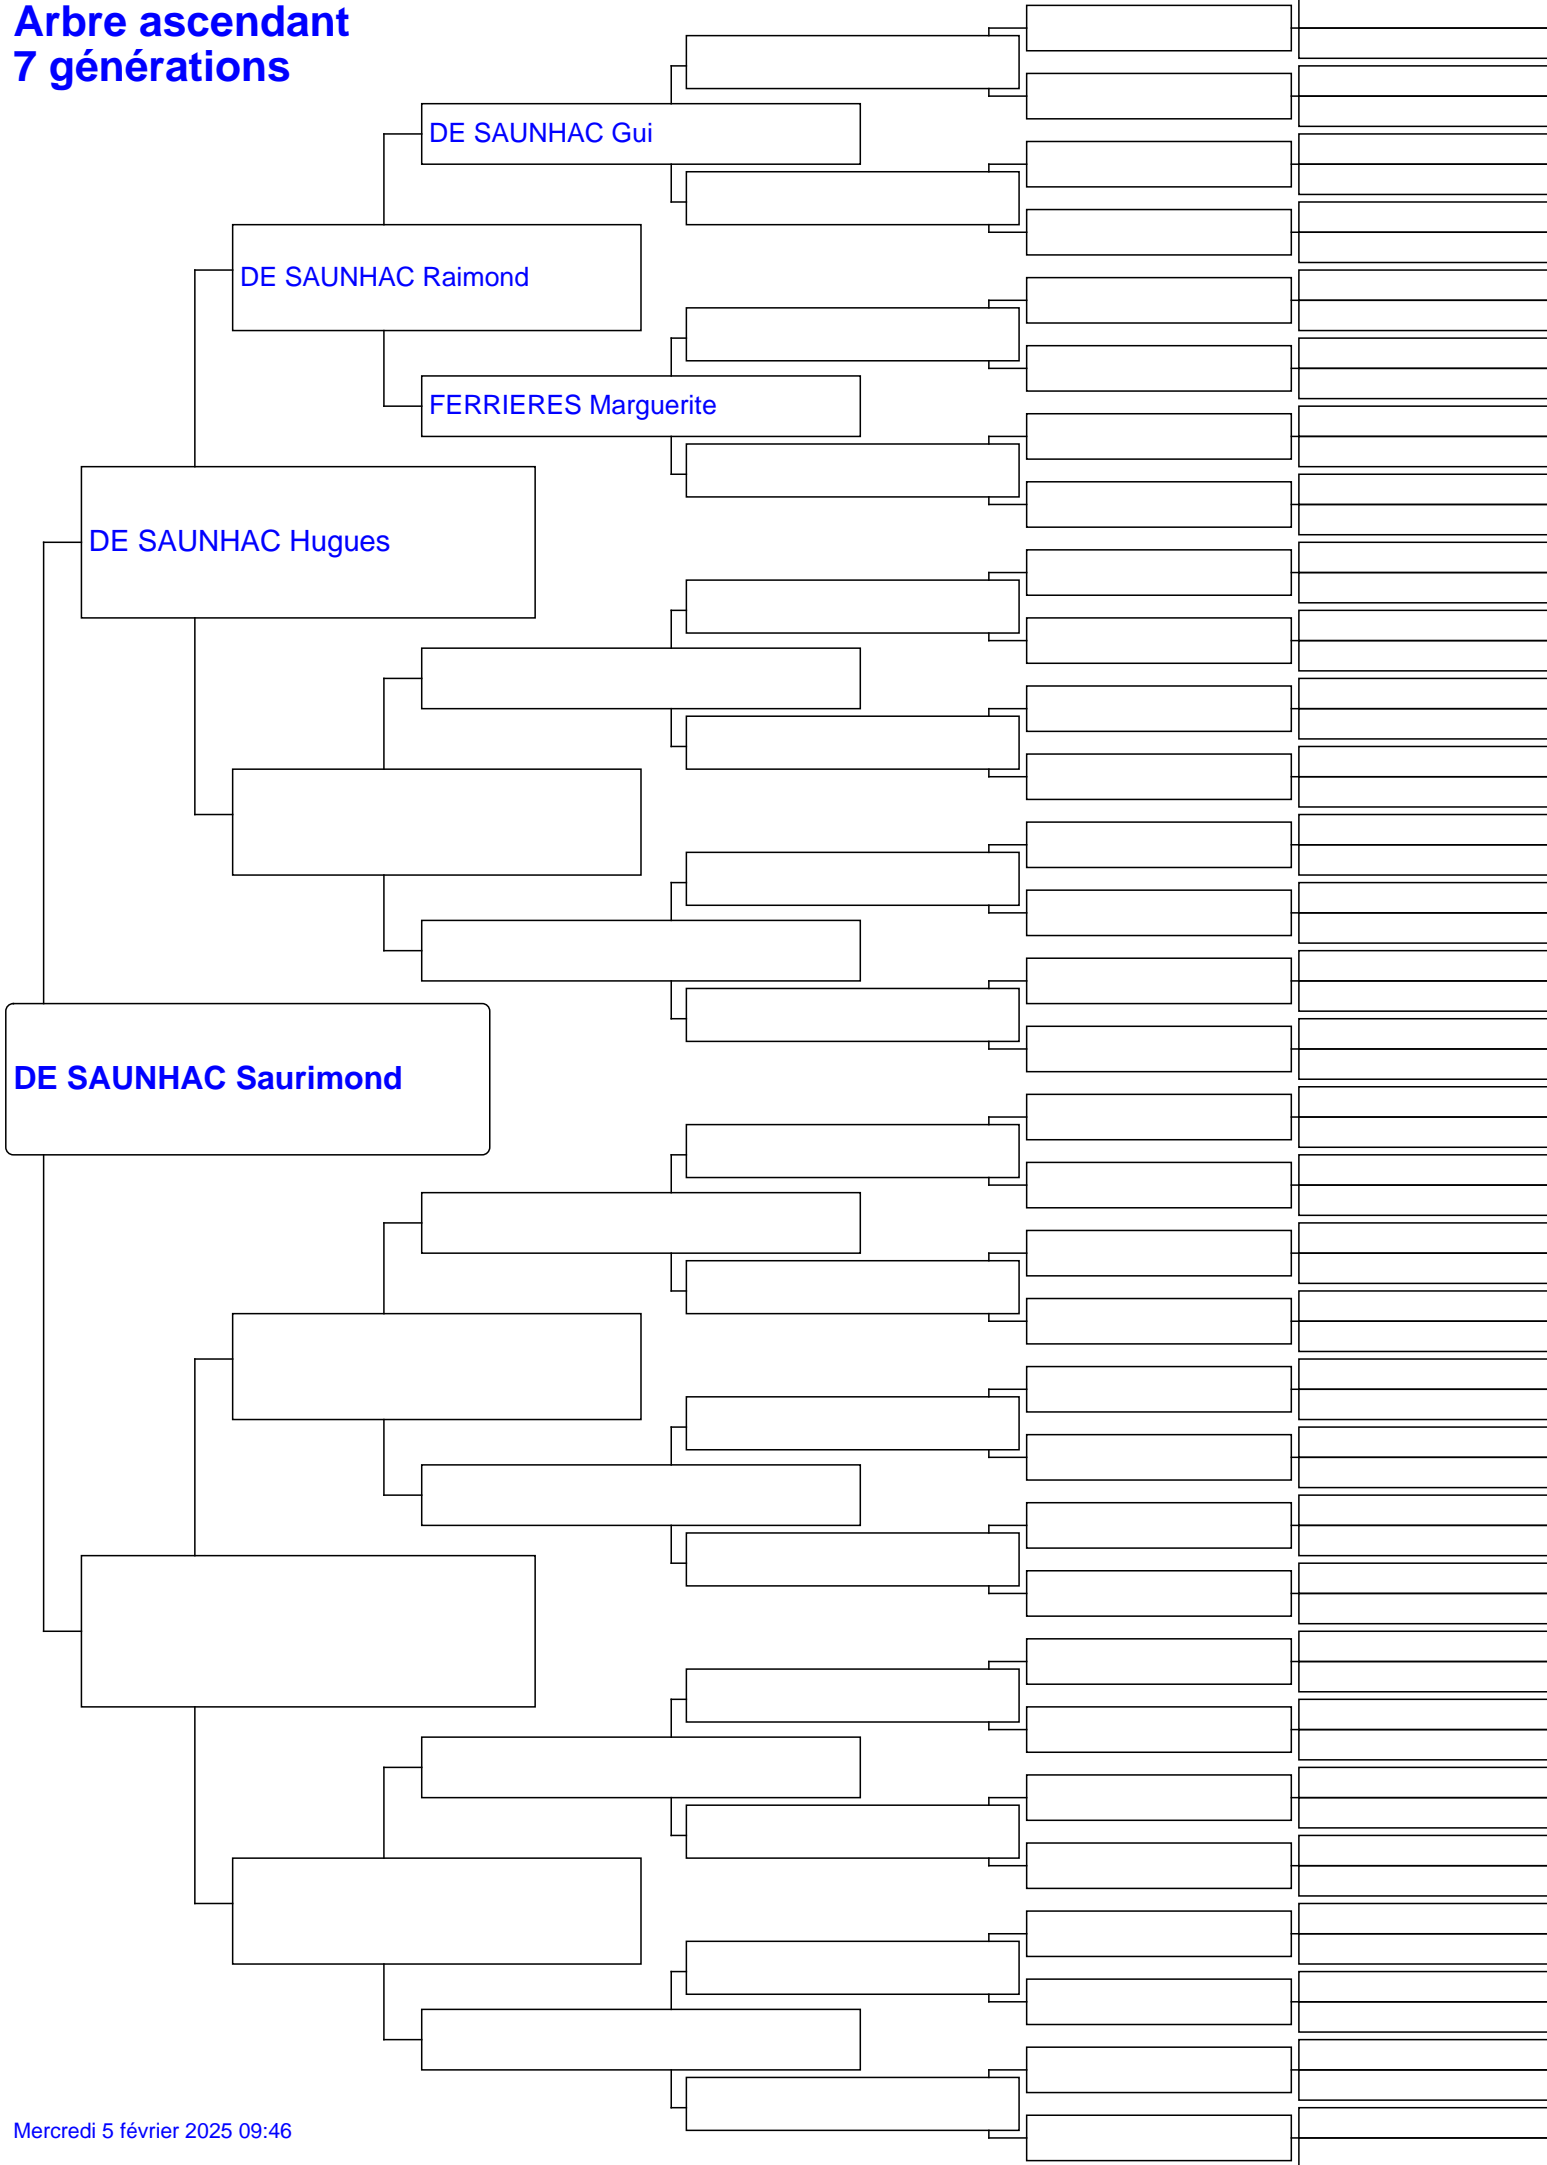 Arbre ascendant
7 générations
DE SAUNHAC Gui
DE SAUNHAC Raimond
FERRIERES Marguerite
DE SAUNHAC Hugues
DE SAUNHAC Saurimond
Mercredi 5 février 2025 09:46